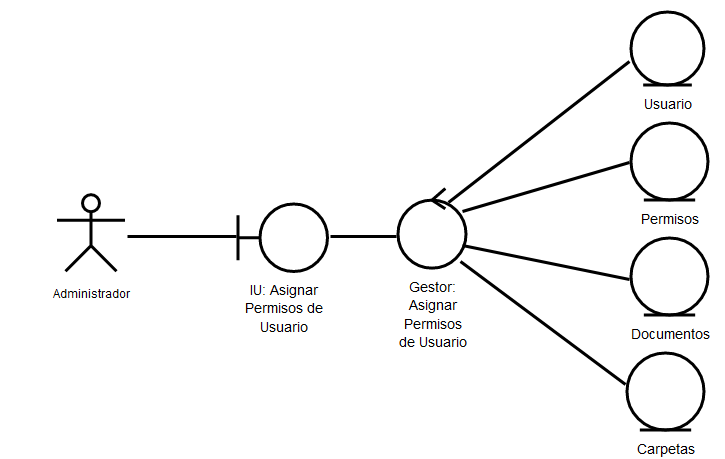 Usuario
Permisos
Administrador
IU: Asignar
Permisos de
Usuario
Gestor:
Asignar
Permisos
de Usuario
Documentos
Carpetas